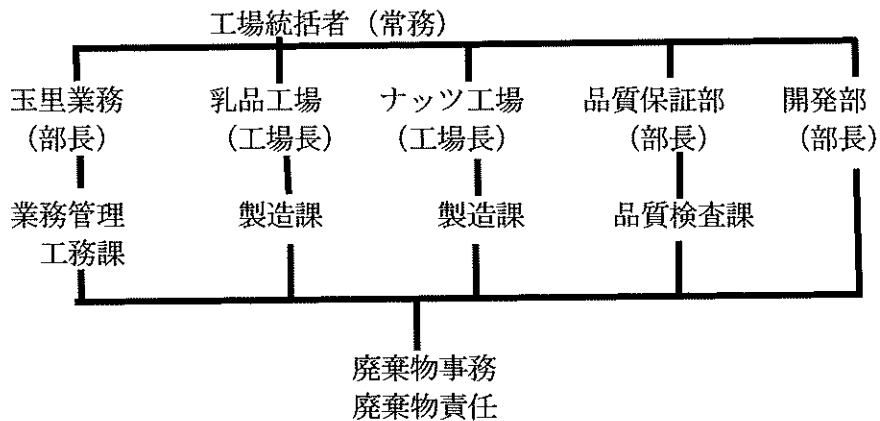 工場統括者（常務）
玉里業務 乳品工場 ナッツ工場 品質保証部 開発部
（部長） （工場長） （工場長） （部長） （部長）
業務管理 製造課 製造課 品質検査課
工務課
廃棄物事務
廃棄物責任